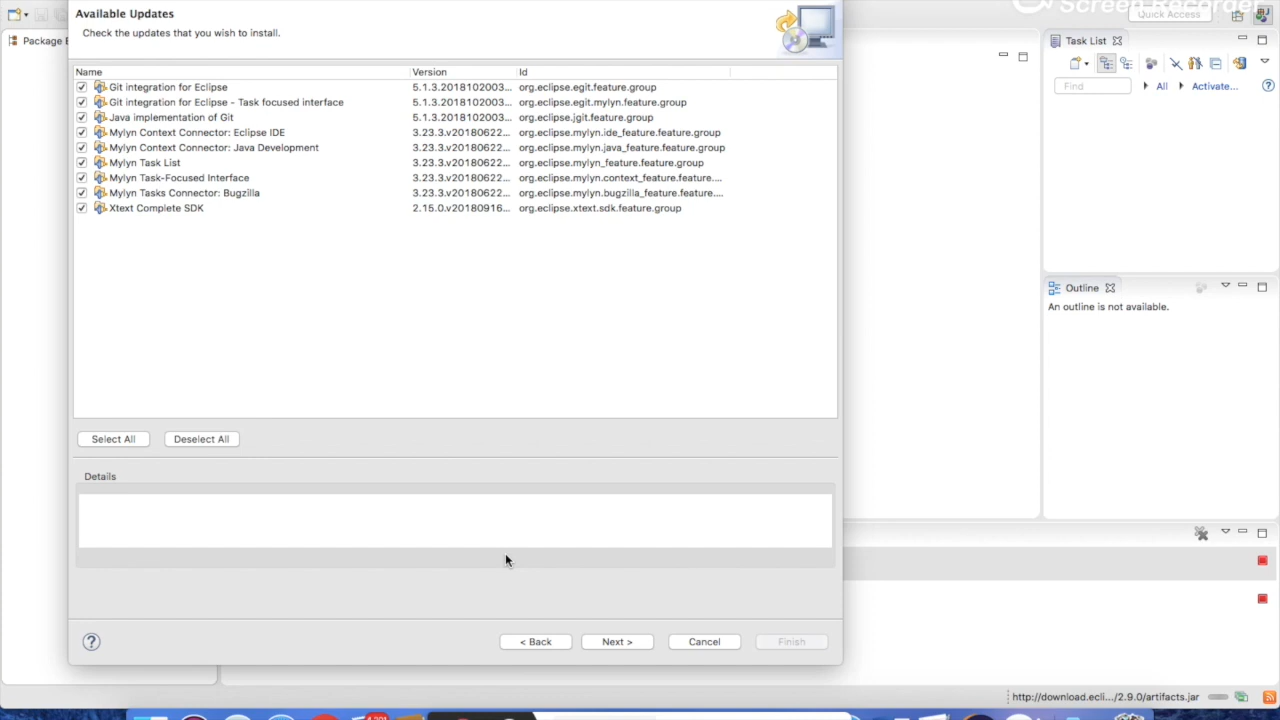 Available Updates
Check the updates that you wish to install.
Screen Recorder
Quick Access
Package E
Task List
Find
All
Activate...
Name Version Id
Git integration for Eclipse 5.1.3.2018102003... org.eclipse.egit.feature.group
Git integration for Eclipse - Task focused interface 5.1.3.2018102003... org.eclipse.egit.mylyn.feature.group
Java implementation of Git 5.1.3.2018102003... org.eclipse.jgit.feature.group
Mylyn Context Connector: Eclipse IDE 3.23.3.v20180622... org.eclipse.mylyn.ide_feature.feature.group
Mylyn Context Connector: Java Development 3.23.3.v20180622... org.eclipse.mylyn.java_feature.feature.group
Mylyn Task List 3.23.3.v20180622... org.eclipse.mylyn_feature.feature.group
Mylyn Task-Focused Interface 3.23.3.v20180622... org.eclipse.mylyn.context_feature.feature....
Mylyn Tasks Connector: Bugzilla 3.23.3.v20180622... org.eclipse.mylyn.bugzilla_feature.feature....
Xtext Complete SDK 2.15.0.v20180916... org.eclipse.xtext.sdk.feature.group
Outline
An outline is not available.
Select All
Deselect All
Details
?
< Back
Next >
Cancel
Finish
http://download.ecli.../2.9.0/artifacts.jar